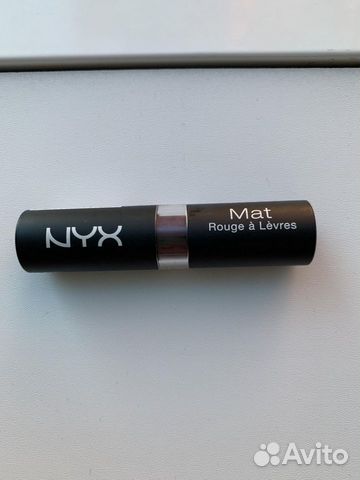 NYX
Mat
Rouge à Lèvres
Avito